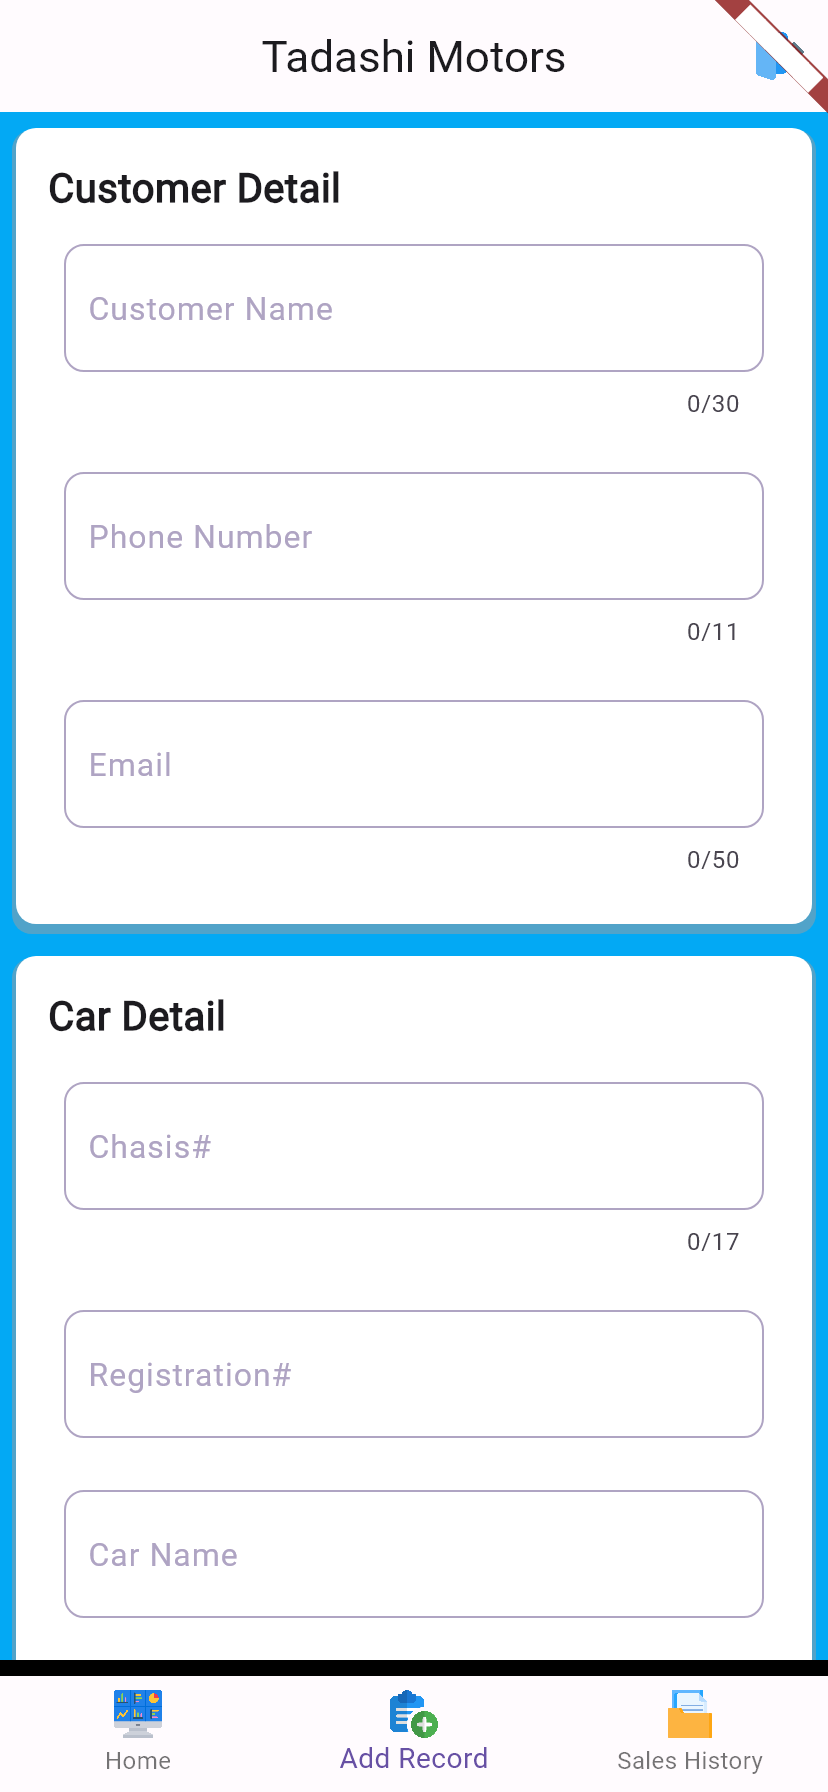 Tadashi Motors
Customer Detail
Customer Name
0/30
Phone Number
0/11
Email
0/50
Car Detail
Chasis#
0/17
Registration#
Car Name
Home
Add Record
Sales History